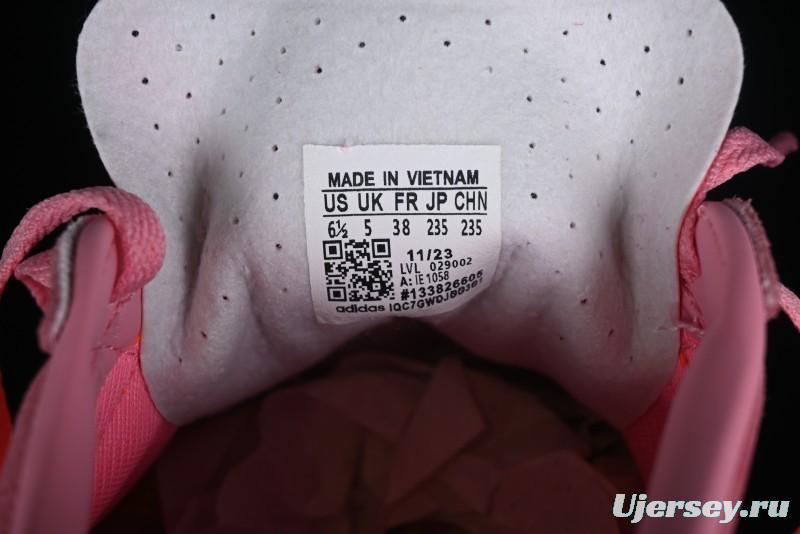 MADE IN VIETNAM
US UK FR JP CHN
6½ 5 38 235 235
11/23
LVL 029002
A: IE1058
#133826605
adidas
Ujersey.ru